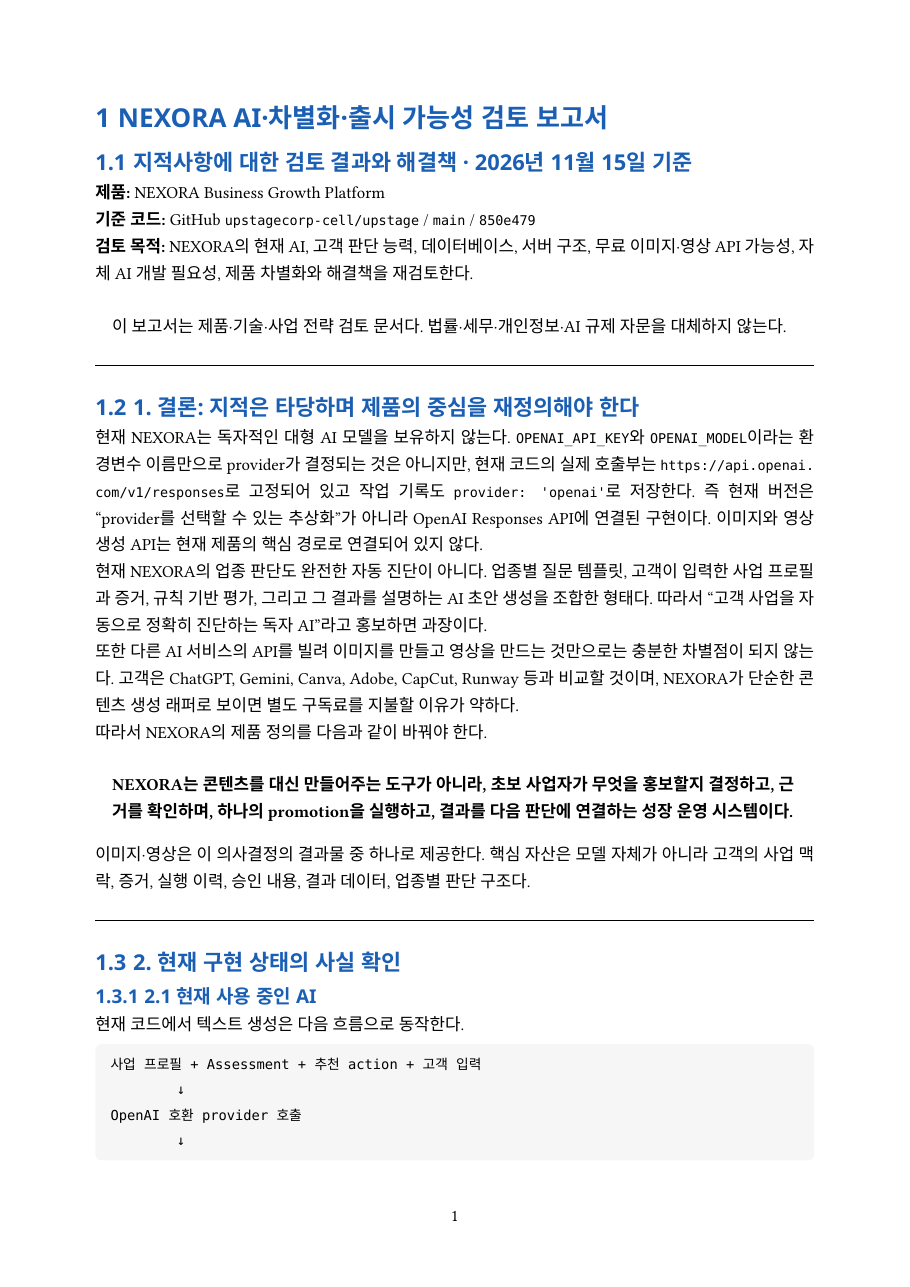 1 NEXORA AI·차별화·출시 가능성 검토 보고서
1.1 지적사항에 대한 검토 결과와 해결책 · 2026년 11월 15일 기준
제품: NEXORA Business Growth Platform
기준 코드: GitHub upstagecorp-cell/upstage / main / 850e479
검토 목적: NEXORA의 현재 AI, 고객 판단 능력, 데이터베이스, 서버 구조, 무료 이미지·영상 API 가능성, 자
체 AI 개발 필요성, 제품 차별화와 해결책을 재검토한다.
이 보고서는 제품·기술·사업 전략 검토 문서다. 법률·세무·개인정보·AI 규제 자문을 대체하지 않는다.
1.2 1. 결론: 지적은 타당하며 제품의 중심을 재정의해야 한다
현재 NEXORA는 독자적인 대형 AI 모델을 보유하지 않는다. OPENAI_API_KEY와 OPENAI_MODEL이라는 환
경변수 이름만으로 provider가 결정되는 것은 아니지만, 현재 코드의 실제 호출부는 https://api.openai.
com/v1/responses로 고정되어 있고 작업 기록도 provider: 'openai'로 저장한다. 즉 현재 버전은
“provider를 선택할 수 있는 추상화”가 아니라 OpenAI Responses API에 연결된 구현이다. 이미지와 영상
생성 API는 현재 제품의 핵심 경로로 연결되어 있지 않다.
현재 NEXORA의 업종 판단도 완전한 자동 진단이 아니다. 업종별 질문 템플릿, 고객이 입력한 사업 프로필
과 증거, 규칙 기반 평가, 그리고 그 결과를 설명하는 AI 초안 생성을 조합한 형태다. 따라서 “고객 사업을 자
동으로 정확히 진단하는 독자 AI”라고 홍보하면 과장이다.
또한 다른 AI 서비스의 API를 빌려 이미지를 만들고 영상을 만드는 것만으로는 충분한 차별점이 되지 않는
다. 고객은 ChatGPT, Gemini, Canva, Adobe, CapCut, Runway 등과 비교할 것이며, NEXORA가 단순한 콘
텐츠 생성 래퍼로 보이면 별도 구독료를 지불할 이유가 약하다.
따라서 NEXORA의 제품 정의를 다음과 같이 바꿔야 한다.
NEXORA는 콘텐츠를 대신 만들어주는 도구가 아니라, 초보 사업자가 무엇을 홍보할지 결정하고, 근
거를 확인하며, 하나의 promotion을 실행하고, 결과를 다음 판단에 연결하는 성장 운영 시스템이다.
이미지·영상은 이 의사결정의 결과물 중 하나로 제공한다. 핵심 자산은 모델 자체가 아니라 고객의 사업 맥
락, 증거, 실행 이력, 승인 내용, 결과 데이터, 업종별 판단 구조다.
1.3 2. 현재 구현 상태의 사실 확인
1.3.1 2.1 현재 사용 중인 AI
현재 코드에서 텍스트 생성은 다음 흐름으로 동작한다.
사업 프로필 + Assessment + 추천 action + 고객 입력
↓
OpenAI 호환 provider 호출
↓
1